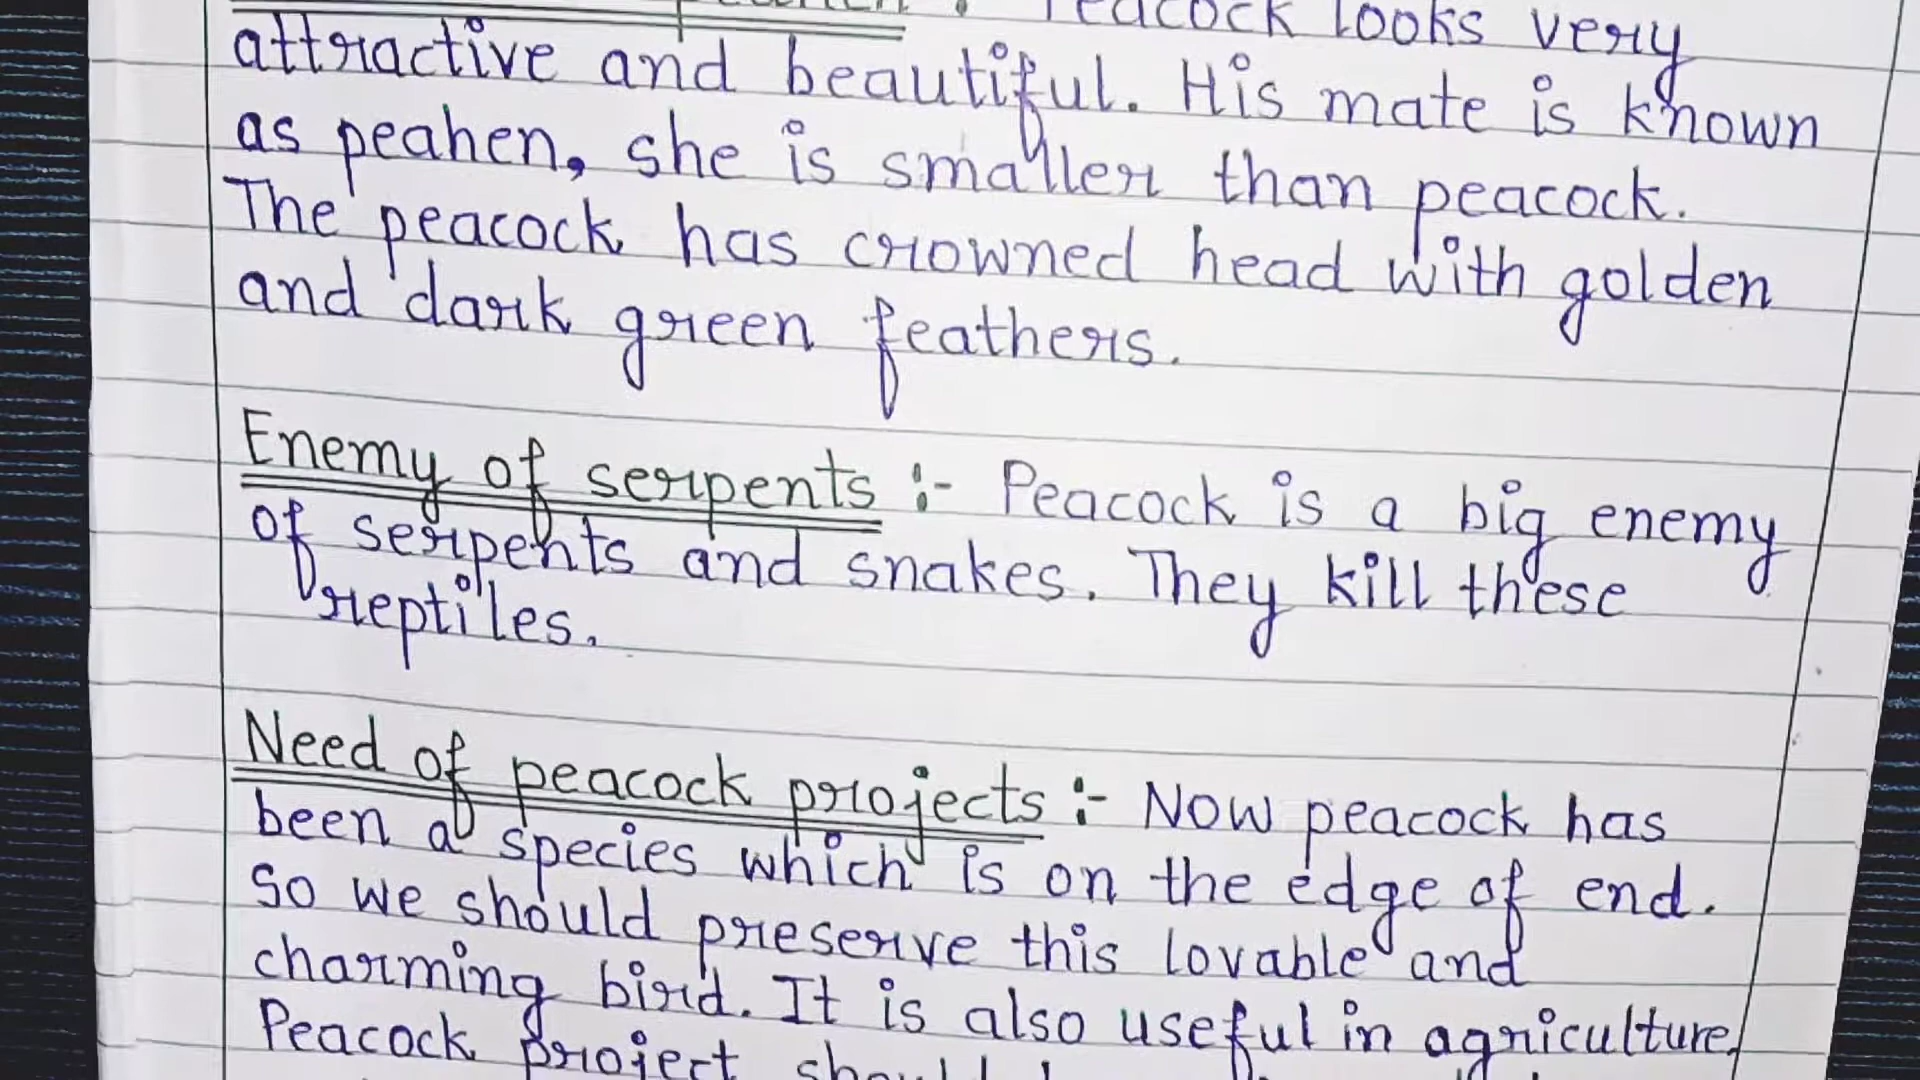 : Peacock looks very
attractive and beautiful. His mate is known
as peahen, she is smaller than peacock.
The peacock has crowned head with golden
and dark green feathers.
Enemy of serpents :- Peacock is a big enemy
of serpents and snakes. They kill these
reptiles.
Need of peacock projects :- Now peacock has
been a species which is on the edge of end.
So we should preserve this lovable and
charming bird. It is also useful in agriculture.
Peacock project should